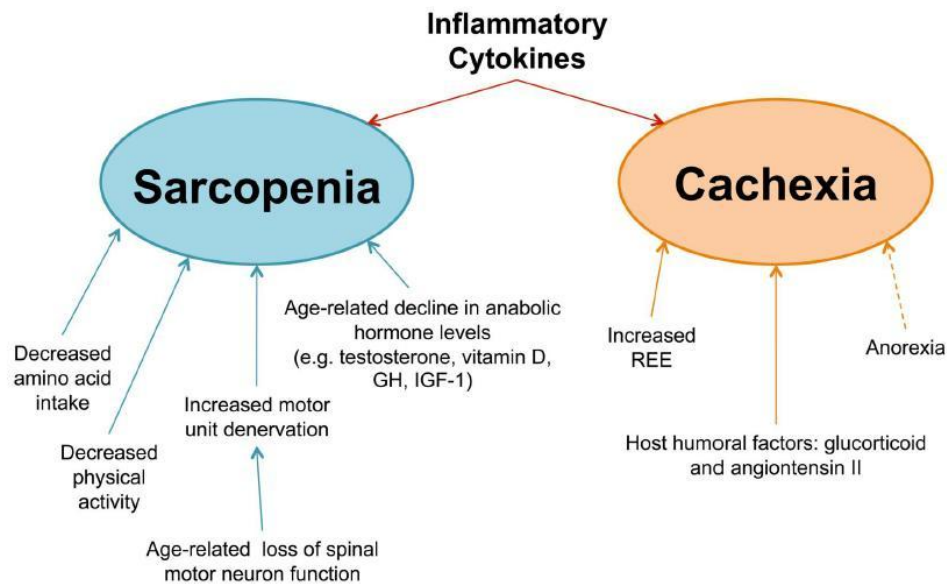 Inflammatory
Cytokines
Sarcopenia
Cachexia
Decreased
amino acid
intake
Decreased
physical
activity
Increased motor
unit denervation
Age-related  loss of spinal
motor neuron function
Age-related decline in anabolic
hormone levels
(e.g. testosterone, vitamin D,
GH, IGF-1)
Increased
REE
Host humoral factors: glucorticoid
and angiontensin II
Anorexia